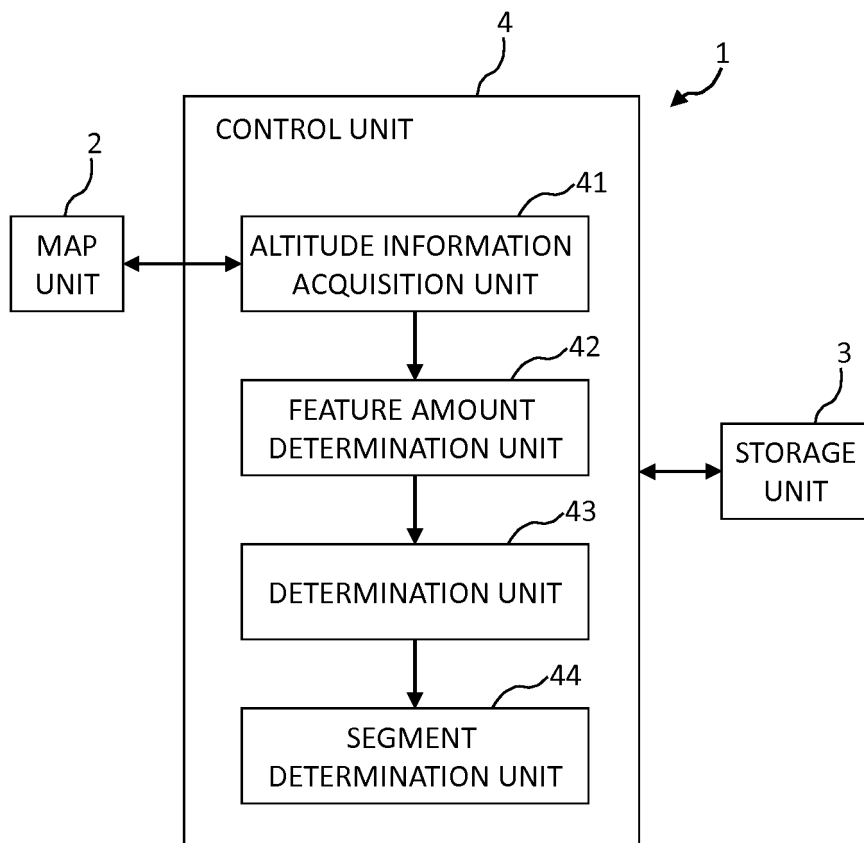 4
1
CONTROL UNIT
2
41
MAP
UNIT
ALTITUDE INFORMATION
ACQUISITION UNIT
42
FEATURE AMOUNT
DETERMINATION UNIT
3
STORAGE
UNIT
43
DETERMINATION UNIT
44
SEGMENT
DETERMINATION UNIT